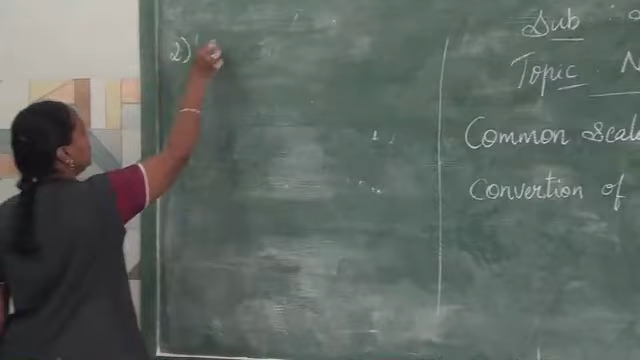 2)
Sub :
Topic : N
Common Scale
Convertion of